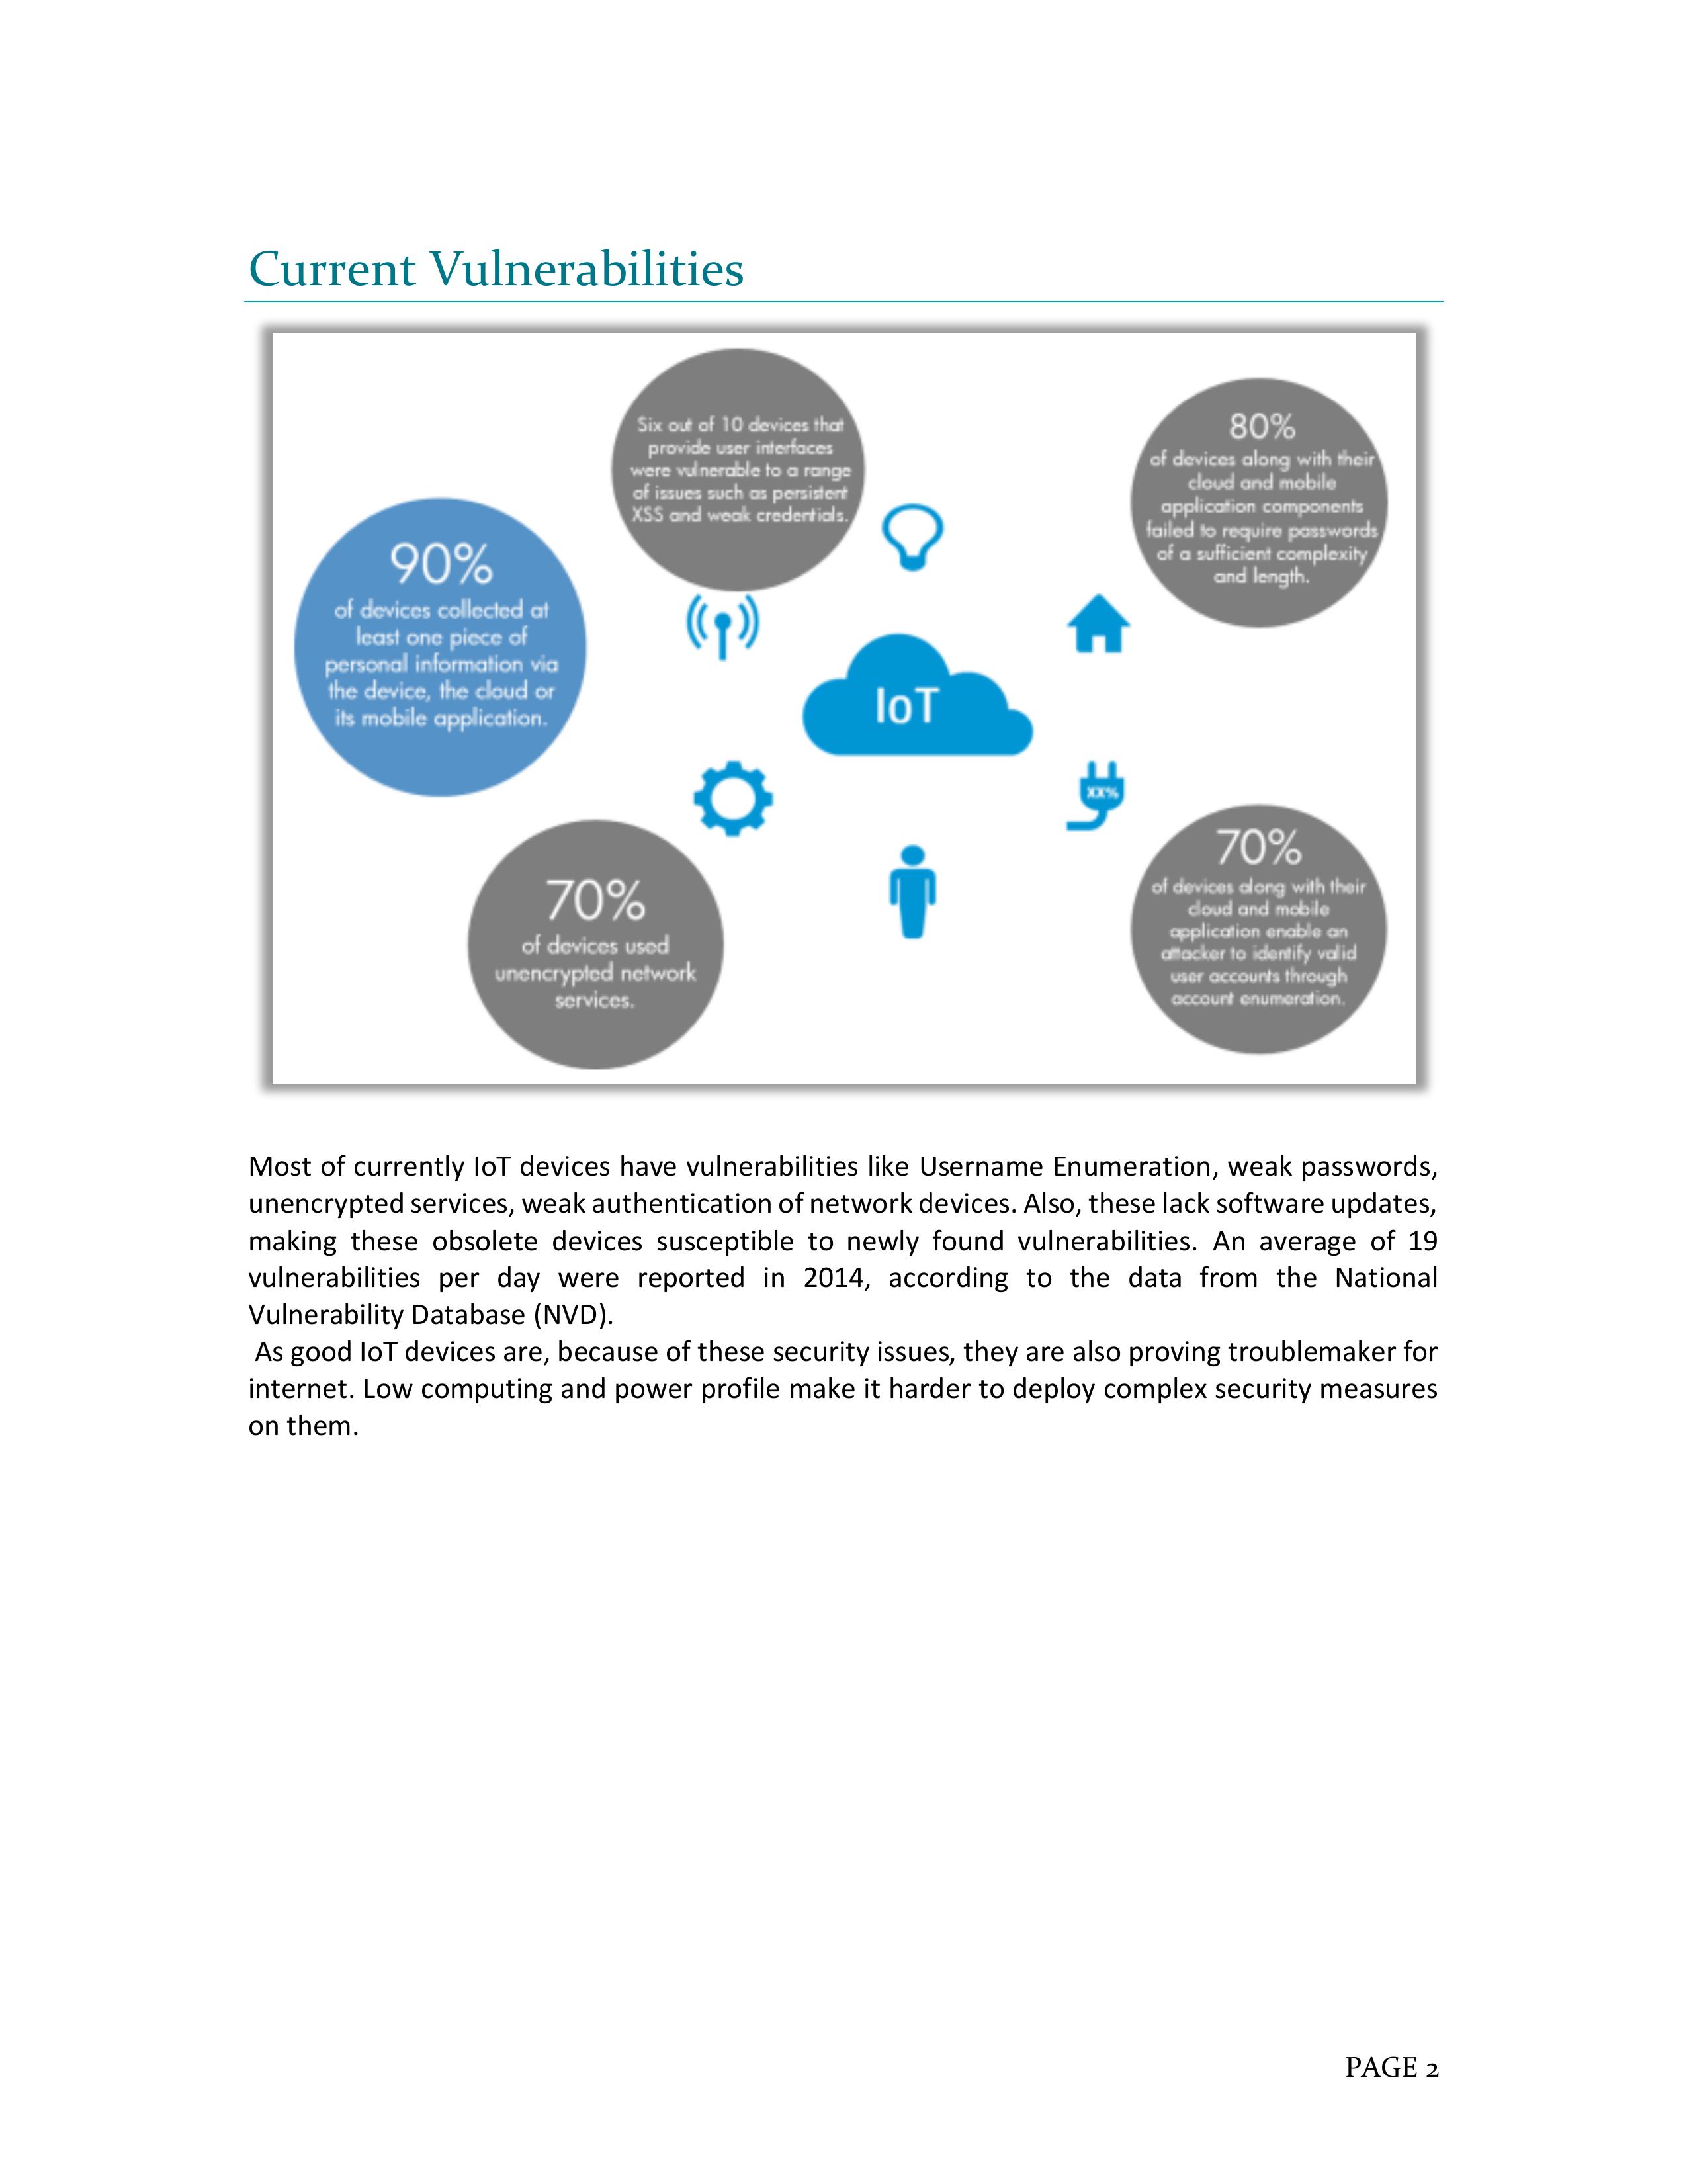 Current Vulnerabilities
Six out of 10 devices that
provide user interfaces
were vulnerable to a range
of issues such as persistent
XSS and weak credentials.
80%
of devices along with their
cloud and mobile
application components
failed to require passwords
of a sufficient complexity
and length.
90%
of devices collected at
least one piece of
personal information via
the device, the cloud or
its mobile application.
IoT
XX%
70%
of devices used
unencrypted network
services.
70%
of devices along with their
cloud and mobile
application enable an
attacker to identify valid
user accounts through
account enumeration.
Most of currently IoT devices have vulnerabilities like Username Enumeration, weak passwords,
unencrypted services, weak authentication of network devices. Also, these lack software updates,
making these obsolete devices susceptible to newly found vulnerabilities. An average of 19
vulnerabilities per day were reported in 2014, according to the data from the National
Vulnerability Database (NVD).
As good IoT devices are, because of these security issues, they are also proving troublemaker for
internet. Low computing and power profile make it harder to deploy complex security measures
on them.
PAGE 2